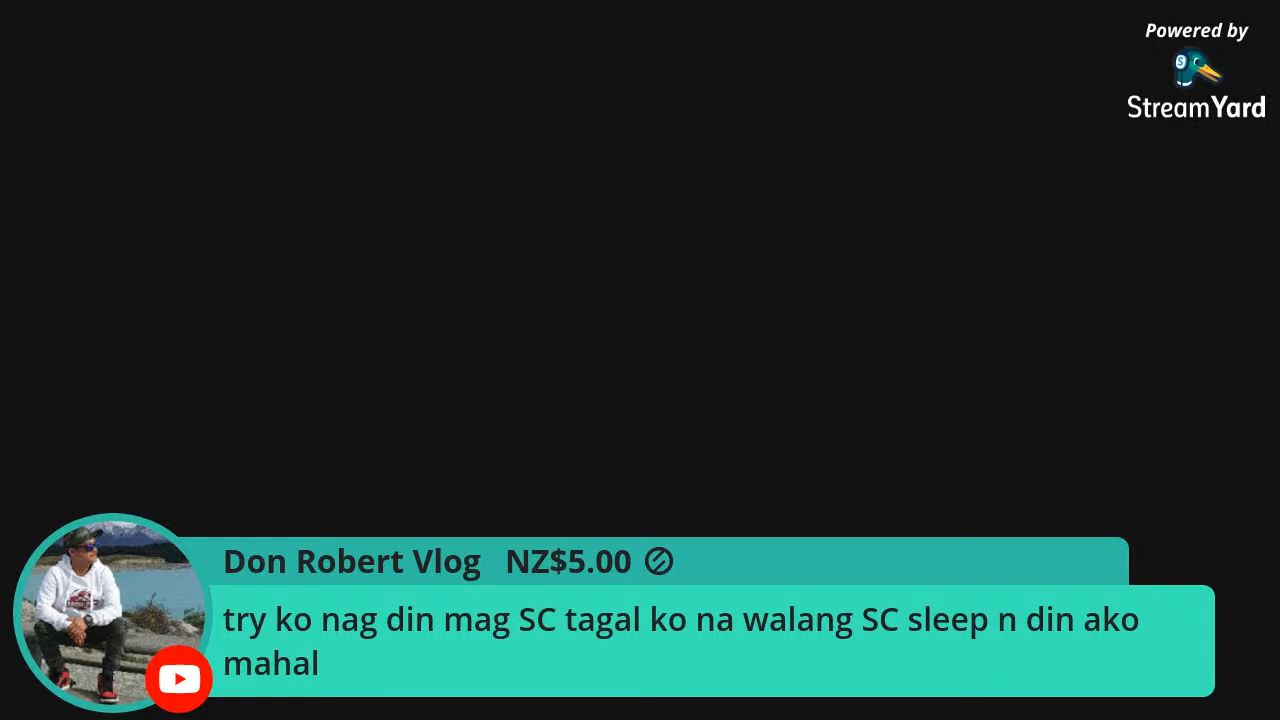 Powered by
StreamYard
Don Robert Vlog NZ$5.00
try ko nag din mag SC tagal ko na walang SC sleep n din ako
mahal